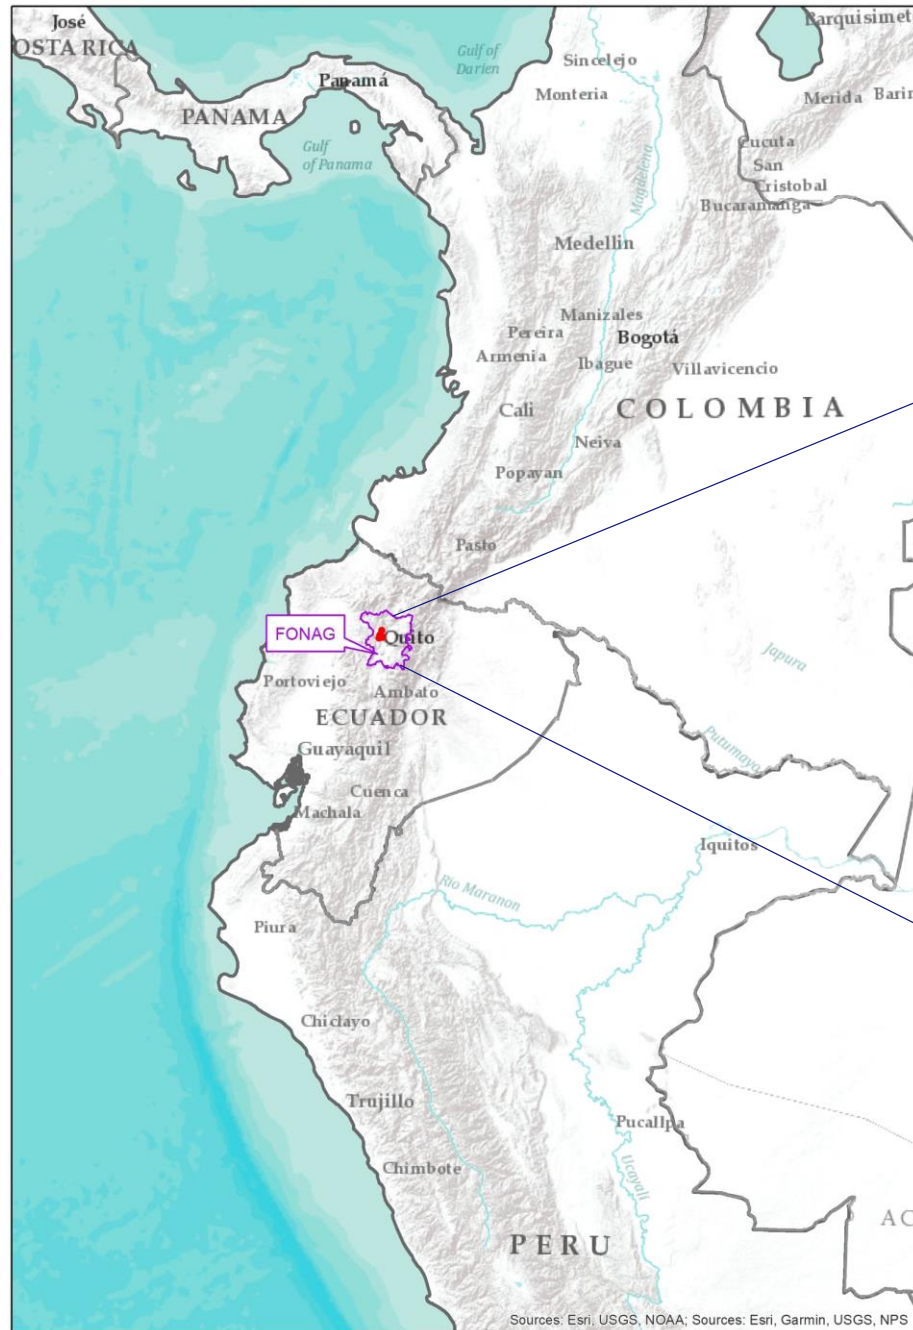 José
Barquisimet
OSTA RICA
Gulf of
Darien
Sincelejo
Panamá
Monteria
Merida
Barin
PANAMA
Gulf
of Panama
Cucuta
San
Cristobal
Magdelena
Bucaramanga
Medellin
Manizales
Pereira
Bogotá
Armenia
Ibague
Villavicencio
Cali
COLOMBIA
Neiva
Popayan
Pasto
FONAG
Quito
Japura
Portoviejo
Ambato
ECUADOR
Putumayo
Guayaquil
Cuenca
Machala
Iquitos
Rio Maranon
Piura
Chiclayo
Trujillo
Pucallpa
Chimbote
Ucayali
AC
PERU
Sources: Esri, USGS, NOAA; Sources: Esri, Garmin, USGS, NPS